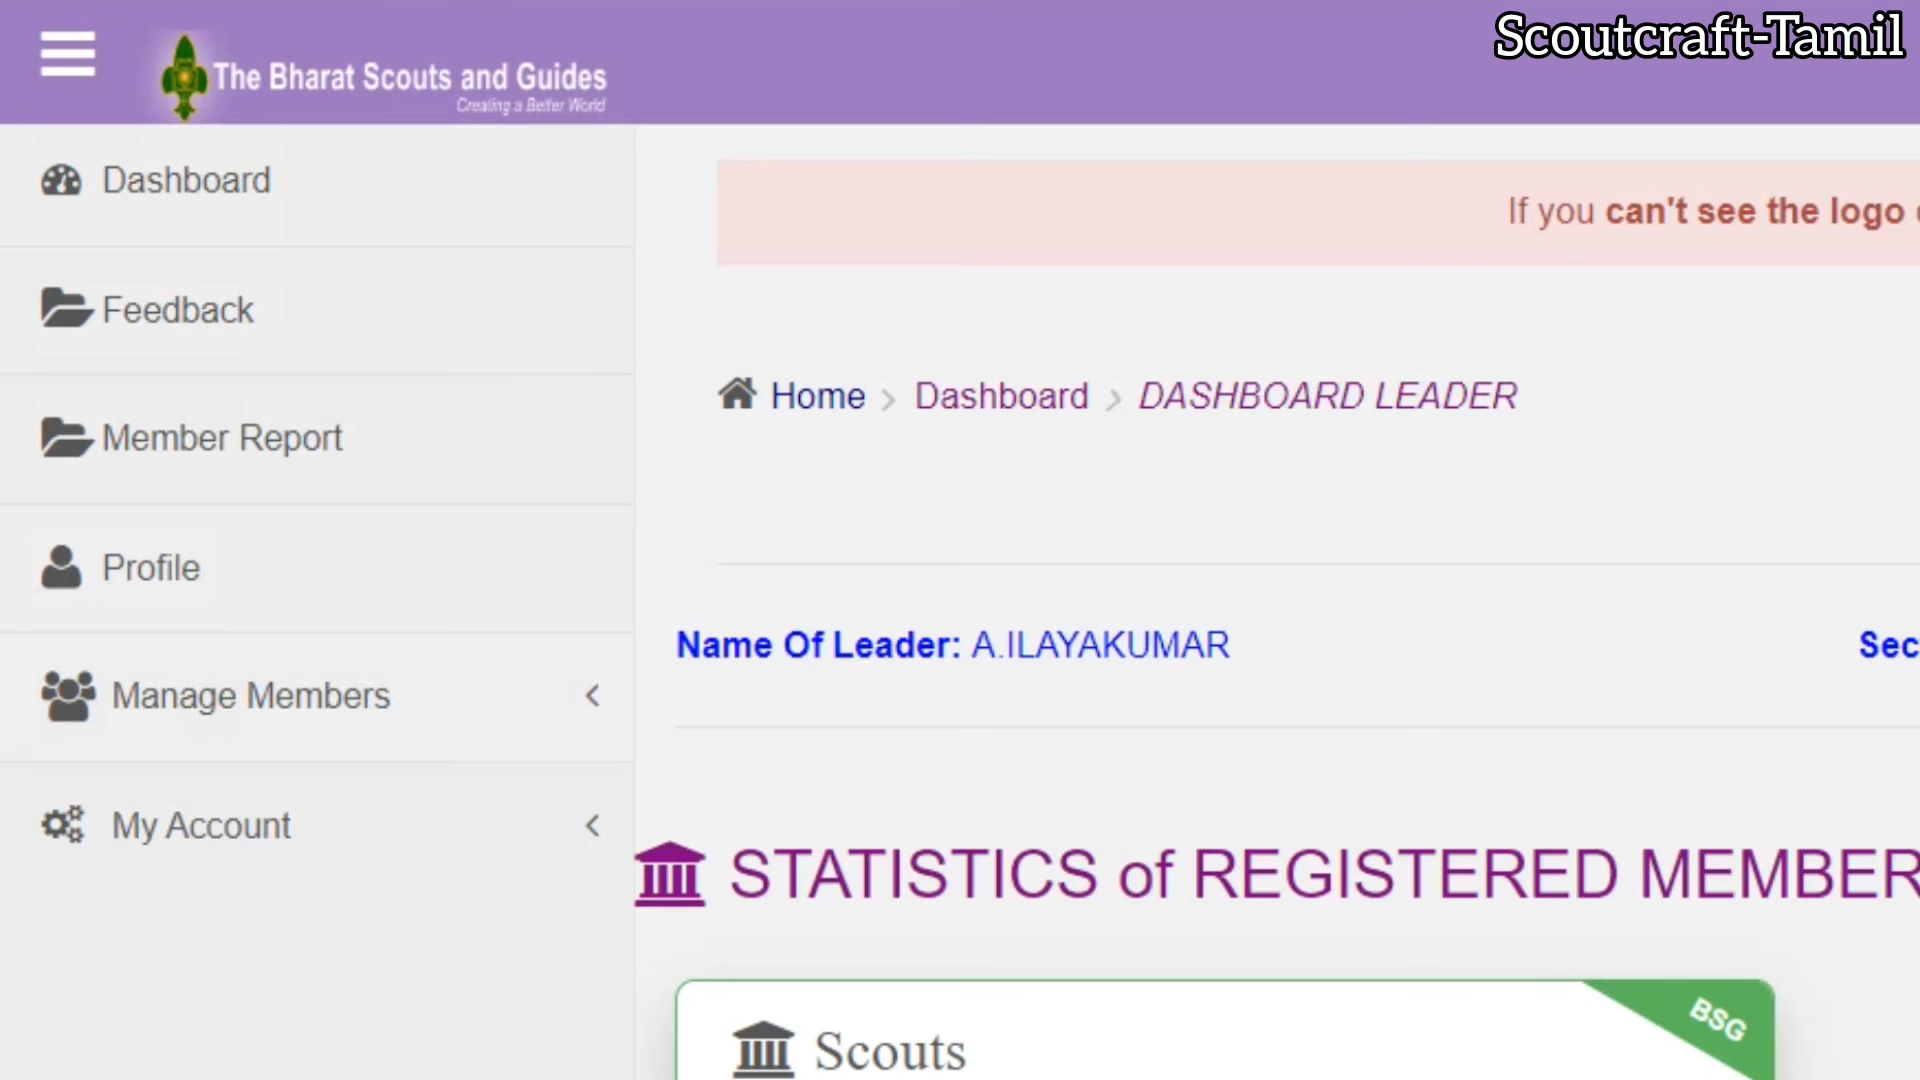 Scoutcraft-Tamil
The Bharat Scouts and Guides
Creating a Better World
Dashboard
Feedback
Member Report
Profile
Manage Members
My Account
If you can't see the logo
Home > Dashboard > DASHBOARD LEADER
Name Of Leader: A.ILAYAKUMAR
Sec
STATISTICS of REGISTERED MEMBER
BSG
Scouts